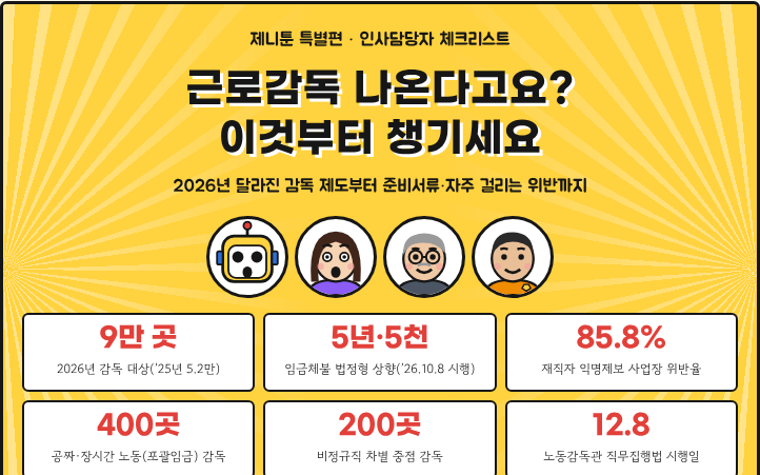 제니툰 특별편 · 인사담당자 체크리스트
근로감독 나온다고요?
이것부터 챙기세요
2026년 달라진 감독 제도부터 준비서류·자주 걸리는 위반까지
9만 곳
2026년 감독 대상('25년 5.2만)
5년·5천
임금체불 법정형 상향('26.10.8 시행)
85.8%
재직자 익명제보 사업장 위반율
400곳
공짜·장시간 노동(포괄임금) 감독
200곳
비정규직 차별 중점 감독
12.8
노동감독관 직무집행법 시행일